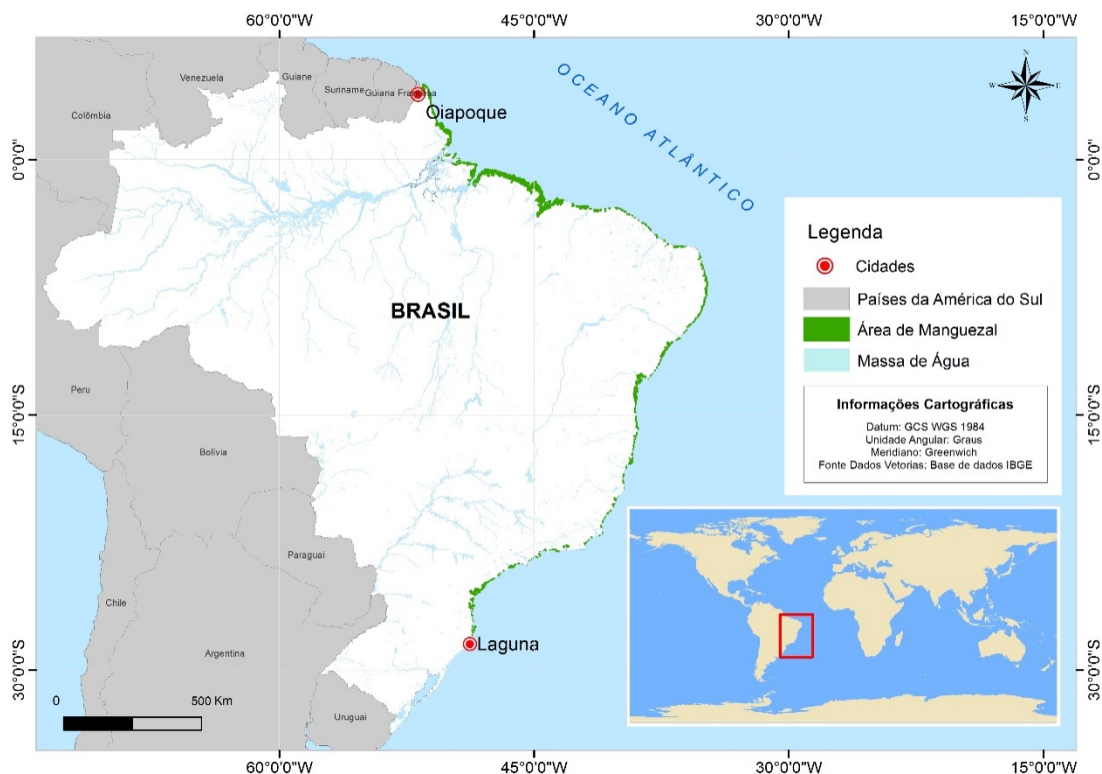 60°0'0"W
45°0'0"W
30°0'0"W
15°0'0"W
0°0'0"
15°0'0"S
30°0'0"S
0°0'0"
15°0'0"S
30°0'0"S
Venezuela
Guiane
Suriname
Guiana Francesa
Colômbia
Oiapoque
OCEANO ATLÂNTICO
N
W
E
S
BRASIL
Peru
Bolívia
Paraguai
Chile
Argentina
Uruguai
Laguna
Legenda
Cidades
Países da América do Sul
Área de Manguezal
Massa de Água
Informações Cartográficas
Datum: GCS WGS 1984
Unidade Angular: Graus
Meridiano: Greenwich
Fonte Dados Vetorias: Base de dados IBGE
0
500 Km
60°0'0"W
45°0'0"W
30°0'0"W
15°0'0"W